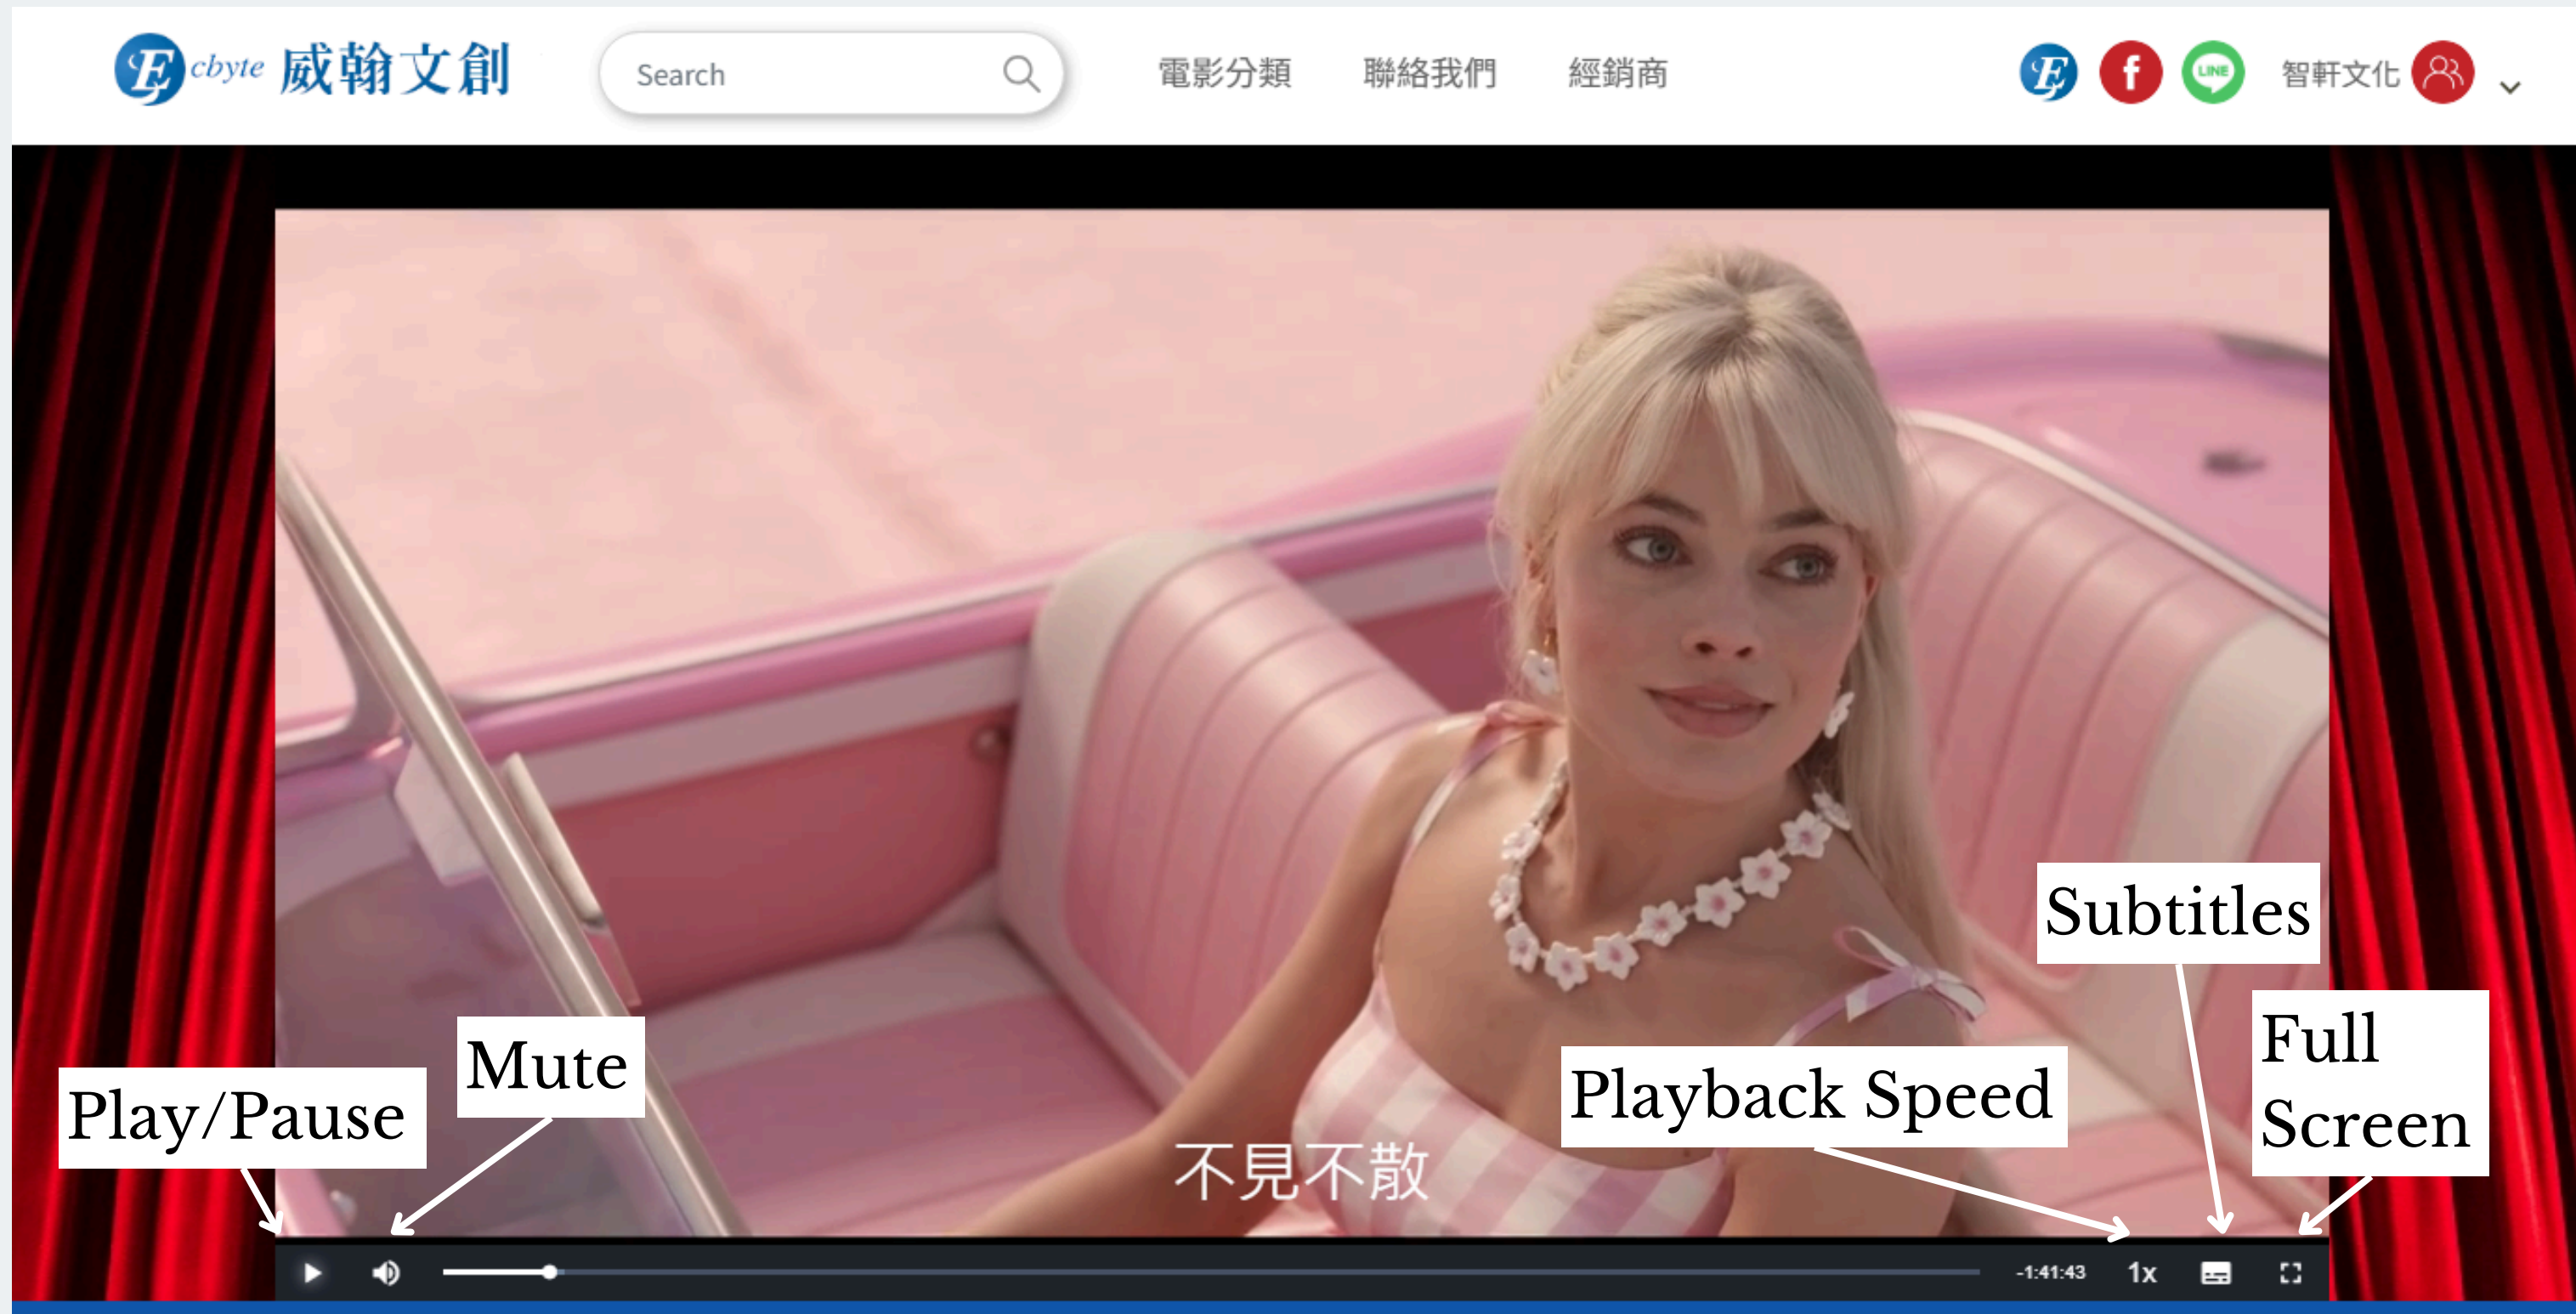 Ecbyte 威翰文創
Search
電影分類 聯絡我們 經銷商
E f LINE 智軒文化
Subtitles
Full
Screen
Mute
Playback Speed
Play/Pause
不見不散
-1:41:43 1x